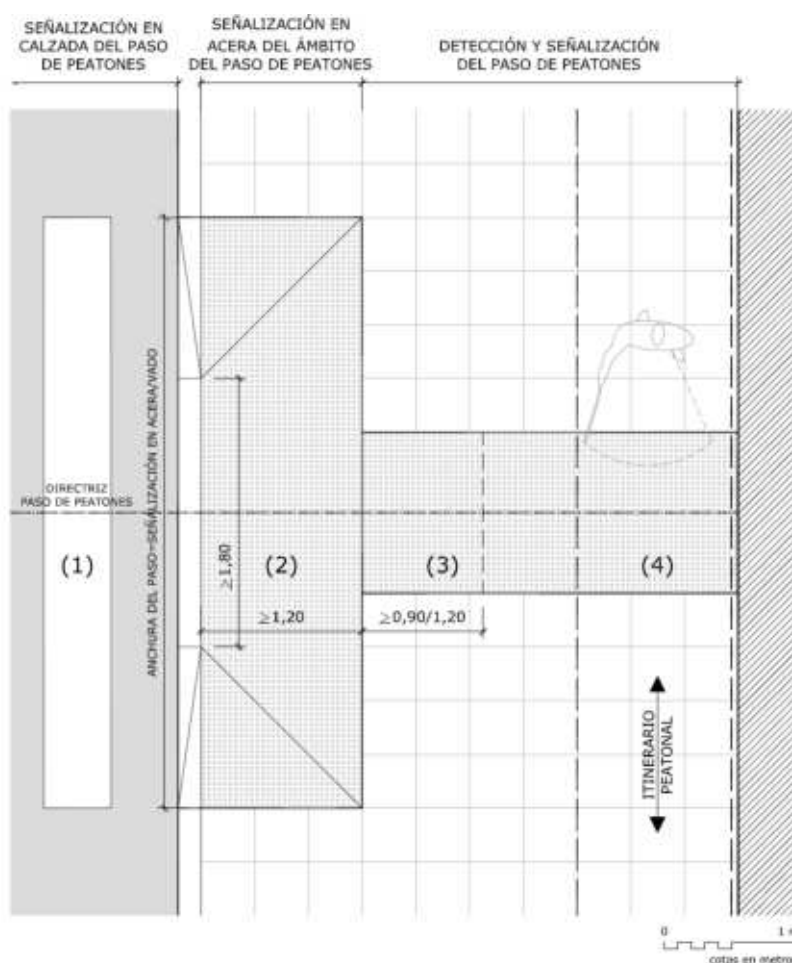 SEÑALIZACIÓN EN
CALZADA DEL PASO
DE PEATONES
SEÑALIZACIÓN EN
ACERA DEL ÁMBITO
DEL PASO DE PEATONES
DETECCIÓN Y SEÑALIZACIÓN
DEL PASO DE PEATONES
ANCHURA DEL PASO=SEÑALIZACIÓN EN ACERA/VADO
DIRECTRIZ
PASO DE PEATONES
(1)
≥1,80
(2)
(3)
(4)
≥1,20
≥0,90/1,20
ITINERARIO
PEATONAL
0
1
cotas en metro